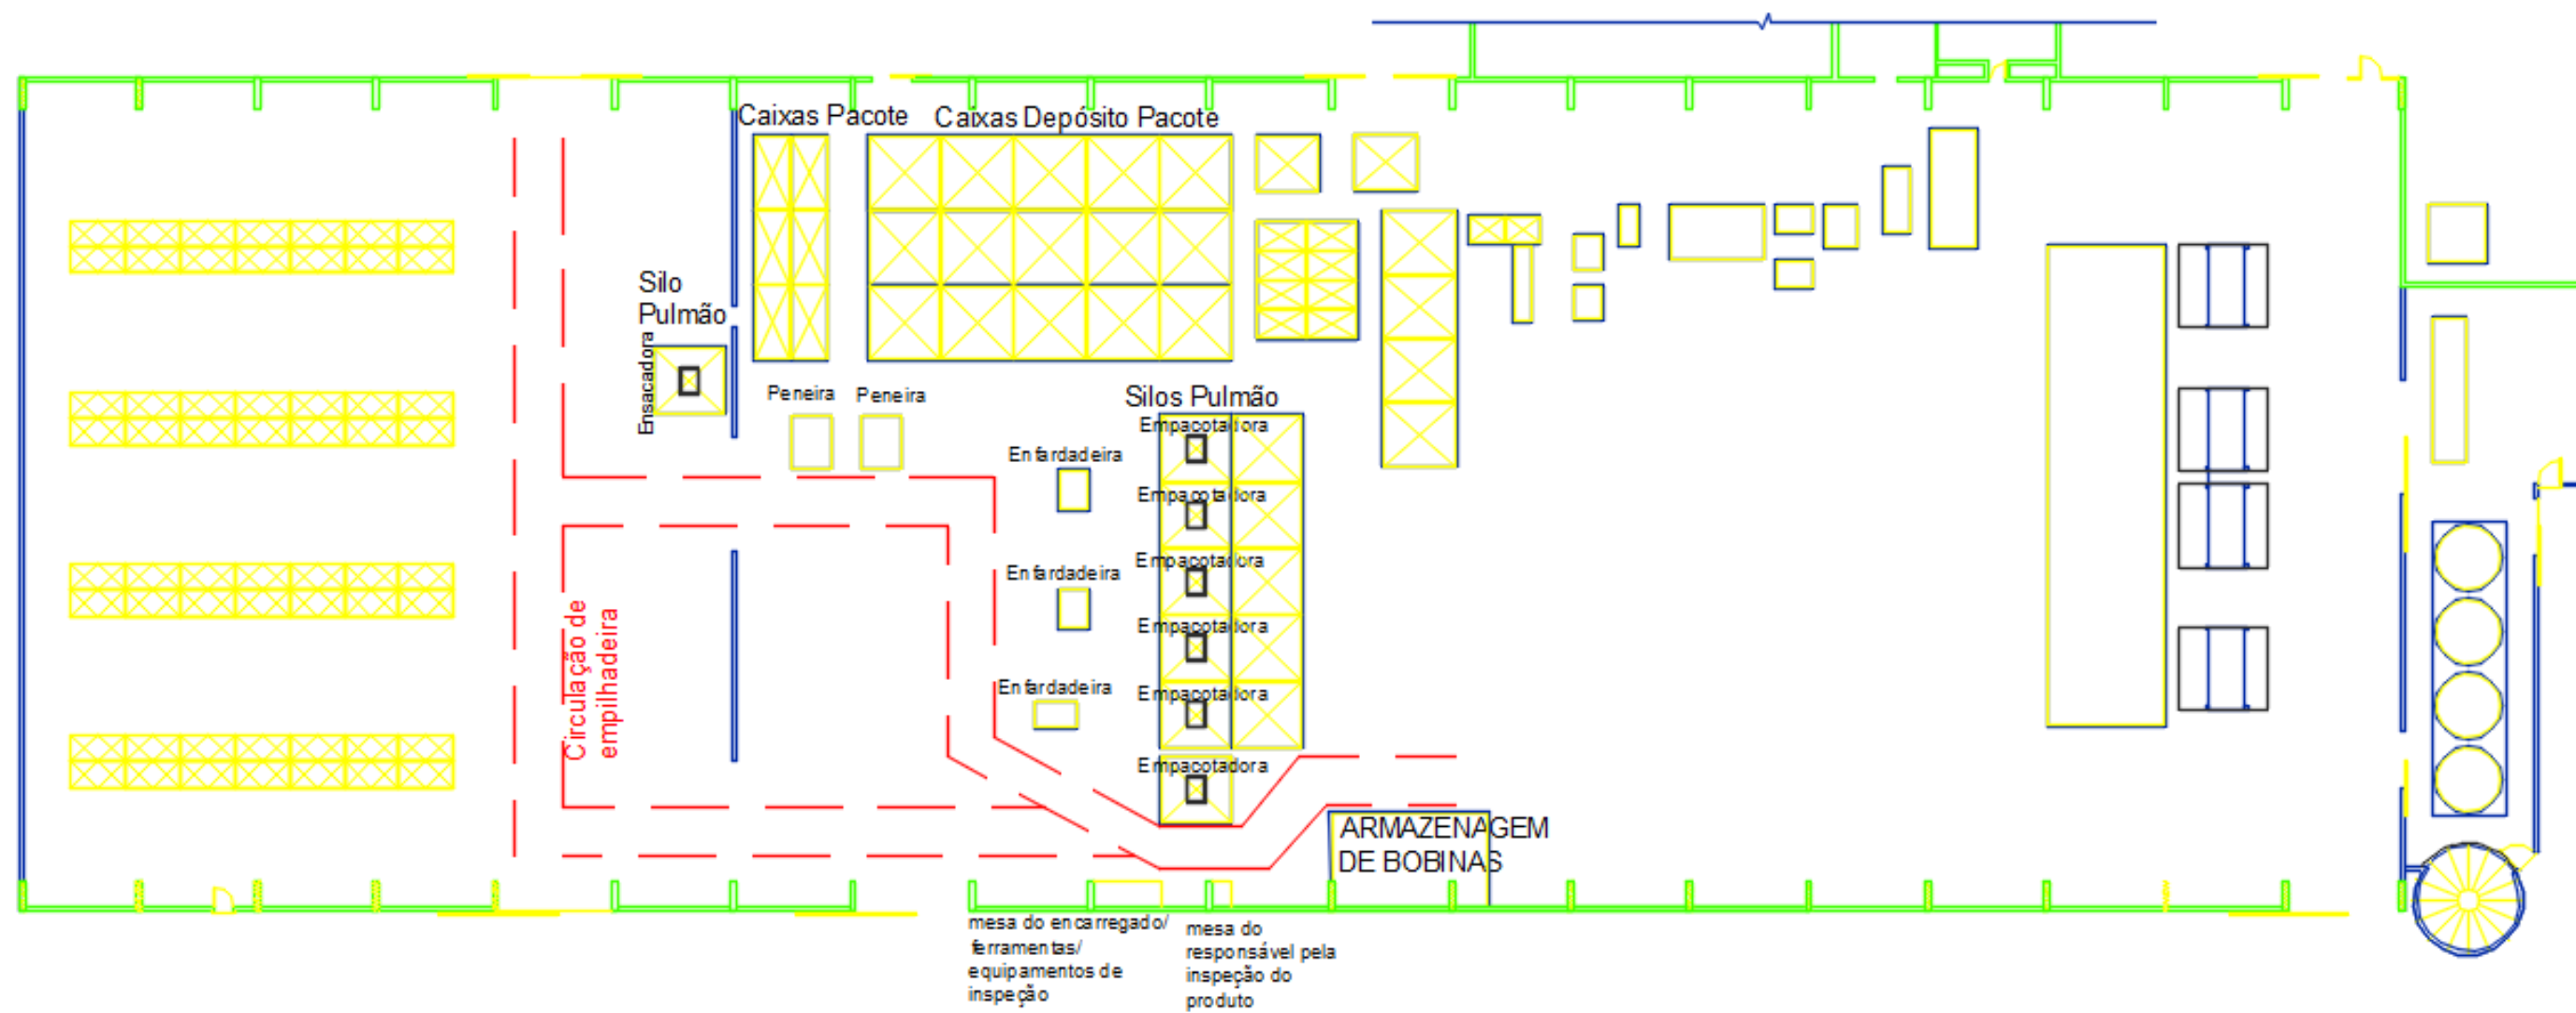 Caixas Pacote
Caixas Depósito Pacote
Silo
Pulmão
Ensacadora
Peneira
Peneira
Silos Pulmão
Empacotadora
Enfardadeira
Empacotadora
Empacotadora
Enfardadeira
Empacotadora
Circulação de
empilhadeira
Enfardadeira
Empacotadora
Empacotadora
ARMAZENAGEM
DE BOBINAS
mesa do encarregado/
ferramentas/
equipamentos de
inspeção
mesa do
responsável pela
inspeção do
produto